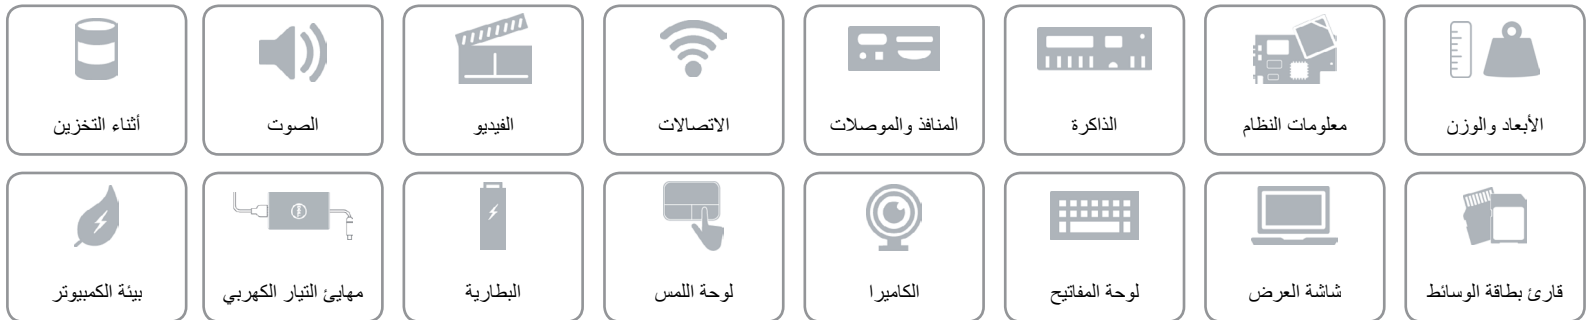 الأبعاد والوزن
معلومات النظام
الذاكرة
المنافذ والموصلات
الاتصالات
الفيديو
الصوت
أثناء التخزين
قارئ بطاقة الوسائط
شاشة العرض
لوحة المفاتيح
الكاميرا
لوحة اللمس
البطارية
مهايئ التيار الكهربي
بيئة الكمبيوتر